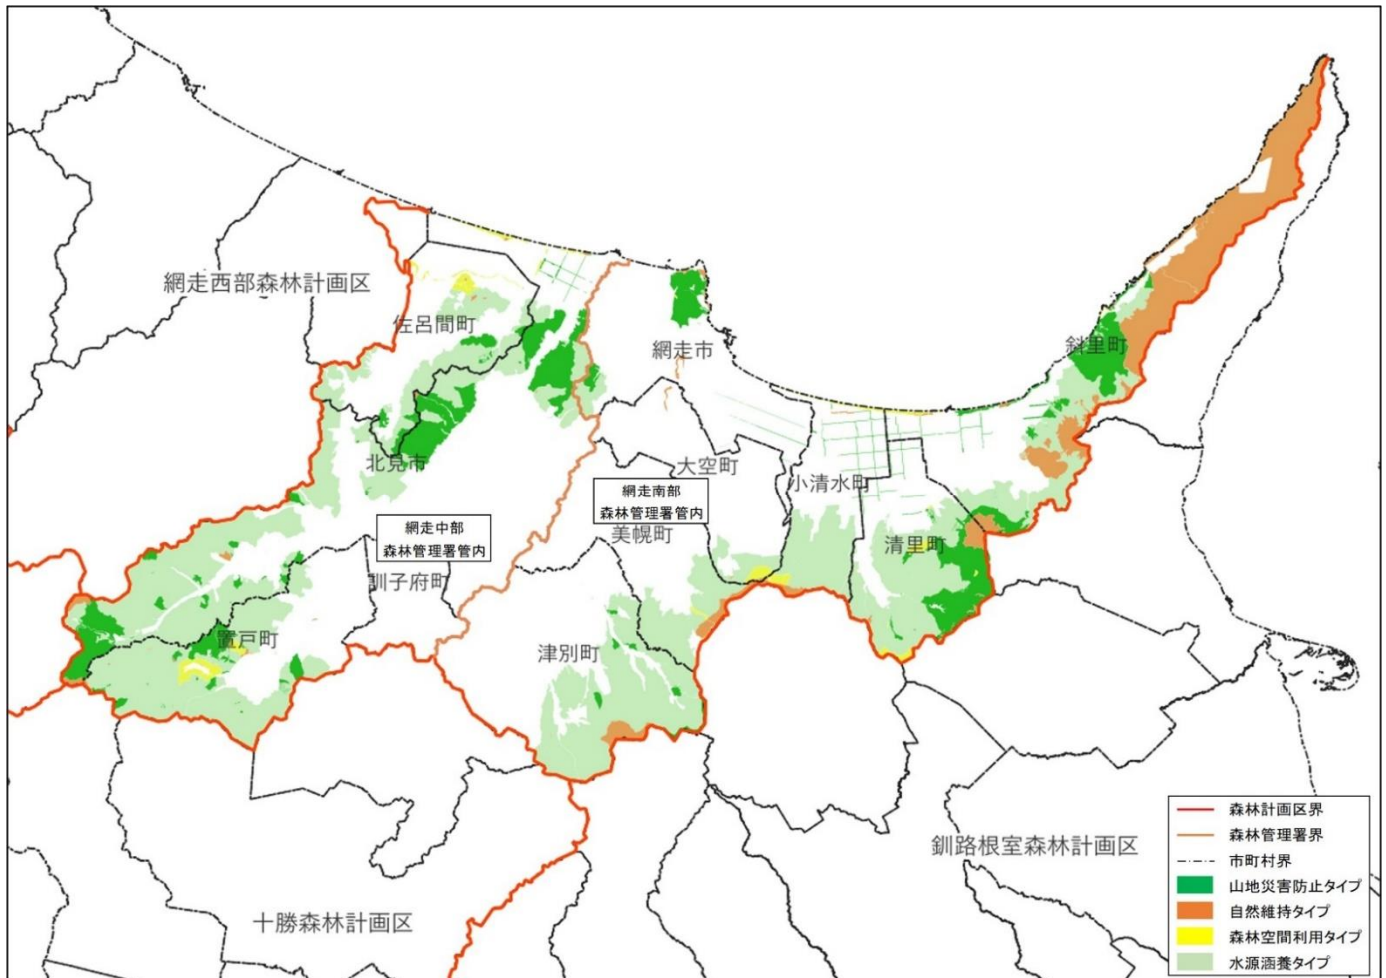 網走西部森林計画区
佐呂間町
網走市
斜里町
北見市
大空町
小清水町
網走南部
森林管理署管内
網走中部
森林管理署管内
美幌町
清里町
訓子府町
置戸町
津別町
釧路根室森林計画区
十勝森林計画区
森林計画区界
森林管理署界
市町村界
山地災害防止タイプ
自然維持タイプ
森林空間利用タイプ
水源涵養タイプ